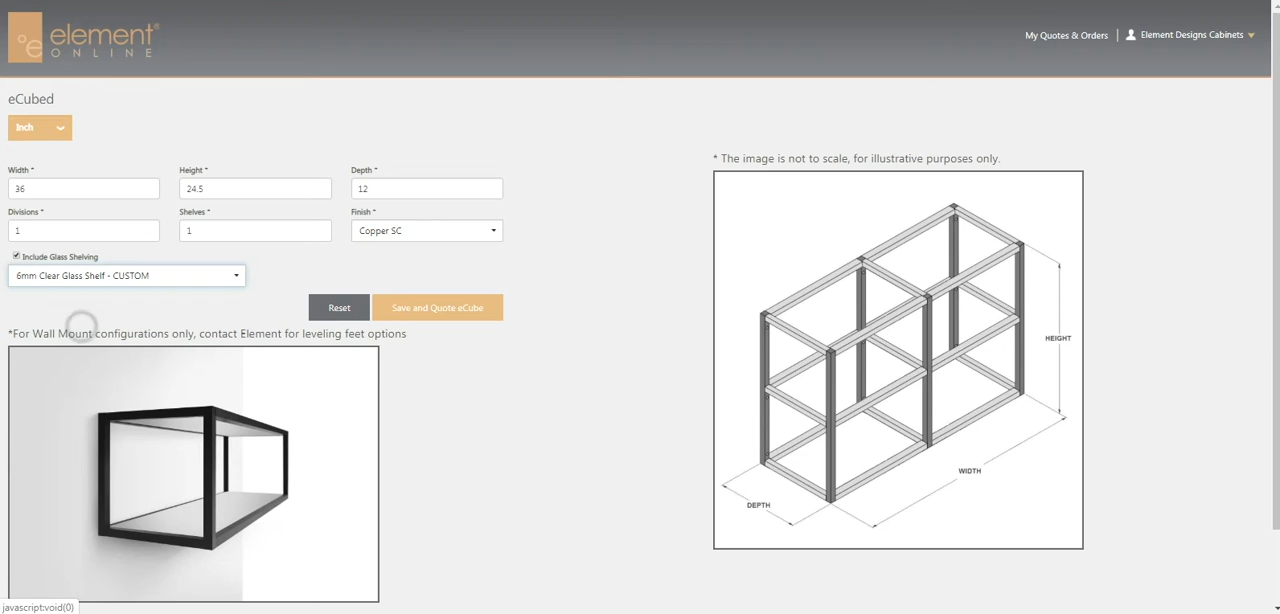 element®
ONLINE
My Quotes & Orders | Element Designs Cabinets
eCubed
Inch
Width *
Height *
Depth *
36
24.5
12
Divisions *
Shelves *
Finish *
1
1
Copper SC
Include Glass Shelving
6mm Clear Glass Shelf - CUSTOM
Reset
Save and Quote eCube
*For Wall Mount configurations only, contact Element for leveling feet options
* The image is not to scale, for illustrative purposes only.
HEIGHT
WIDTH
DEPTH
javascript:void(0)